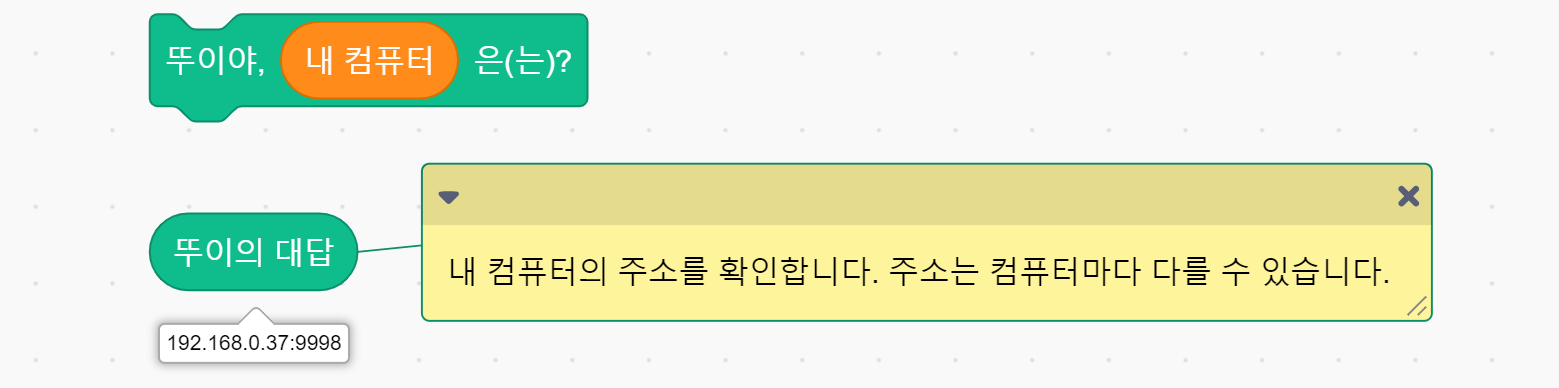 뚜이야, 내 컴퓨터 은(는)?
뚜이의 대답
내 컴퓨터의 주소를 확인합니다. 주소는 컴퓨터마다 다를 수 있습니다.
192.168.0.37:9998